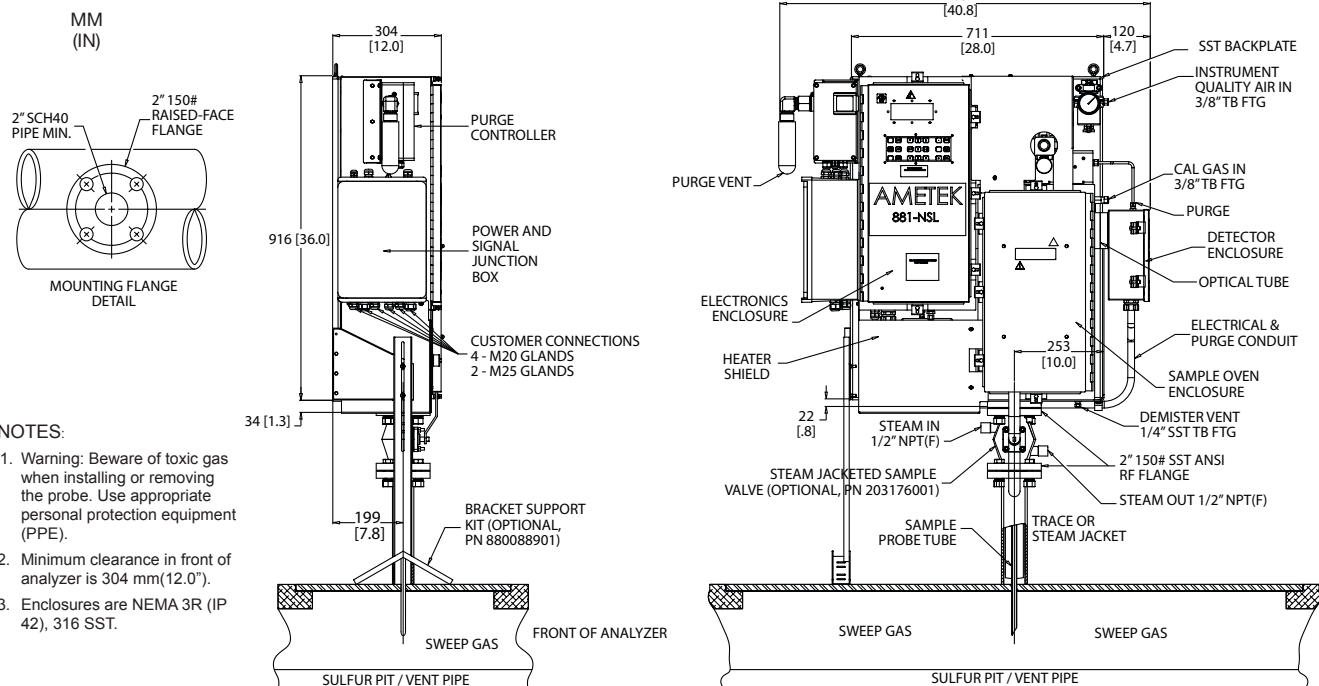 MM
(IN)
2” 150#
RAISED-FACE
FLANGE
2” SCH40
PIPE MIN.
MOUNTING FLANGE
DETAIL
NOTES:
1. Warning: Beware of toxic gas
when installing or removing
the probe. Use appropriate
personal protection equipment
(PPE).
2. Minimum clearance in front of
analyzer is 304 mm(12.0”).
3. Enclosures are NEMA 3R (IP
42), 316 SST.
304
[12.0]
PURGE
CONTROLLER
916 [36.0]
POWER AND
SIGNAL
JUNCTION
BOX
CUSTOMER CONNECTIONS
4 - M20 GLANDS
2 - M25 GLANDS
34 [1.3]
199
[7.8]
BRACKET SUPPORT
KIT (OPTIONAL,
PN 880088901)
SWEEP GAS
FRONT OF ANALYZER
SULFUR PIT / VENT PIPE
[40.8]
711
[28.0]
120
[4.7]
SST BACKPLATE
INSTRUMENT
QUALITY AIR IN
3/8” TB FTG
PURGE VENT
CAL GAS IN
3/8” TB FTG
AMETEK
881-NSL
PURGE
DETECTOR
ENCLOSURE
OPTICAL TUBE
ELECTRONICS
ENCLOSURE
ELECTRICAL &
PURGE CONDUIT
HEATER
SHIELD
253
[10.0]
SAMPLE OVEN
ENCLOSURE
22
[.8]
DEMISTER VENT
1/4” SST TB FTG
STEAM IN
1/2” NPT(F)
2” 150# SST ANSI
RF FLANGE
STEAM JACKETED SAMPLE
VALVE (OPTIONAL, PN 203176001)
STEAM OUT 1/2” NPT(F)
SAMPLE
PROBE TUBE
TRACE OR
STEAM JACKET
SWEEP GAS
SWEEP GAS
SULFUR PIT / VENT PIPE